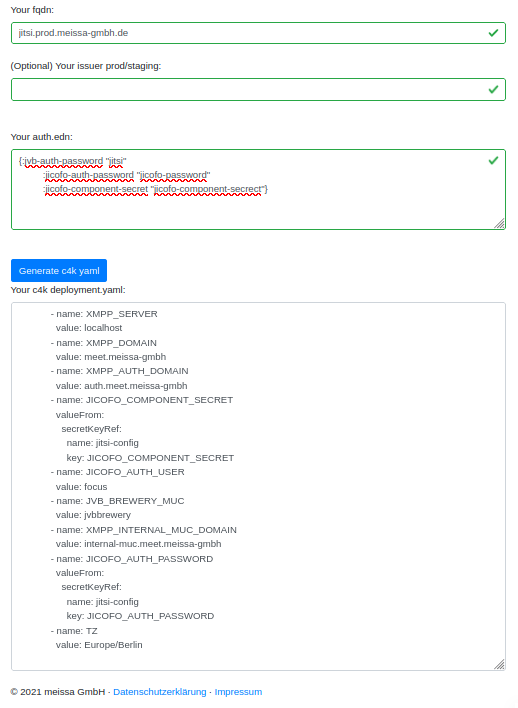 Your fqdn:
jitsi.prod.meissa-gmbh.de
(Optional) Your issuer prod/staging:
Your auth.edn:
{:jvb-auth-password "jitsi"
:jicofo-auth-password "jicofo-password"
:jicofo-component-secret "jicofo-component-secrect"}
Generate c4k yaml
Your c4k deployment.yaml:
- name: XMPP_SERVER
value: localhost
- name: XMPP_DOMAIN
value: meet.meissa-gmbh
- name: XMPP_AUTH_DOMAIN
value: auth.meet.meissa-gmbh
- name: JICOFO_COMPONENT_SECRET
valueFrom:
secretKeyRef:
name: jitsi-config
key: JICOFO_COMPONENT_SECRET
- name: JICOFO_AUTH_USER
value: focus
- name: JVB_BREWERY_MUC
value: jvbbrewery
- name: XMPP_INTERNAL_MUC_DOMAIN
value: internal-muc.meet.meissa-gmbh
- name: JICOFO_AUTH_PASSWORD
valueFrom:
secretKeyRef:
name: jitsi-config
key: JICOFO_AUTH_PASSWORD
- name: TZ
value: Europe/Berlin
© 2021 meissa GmbH · Datenschutzerklärung · Impressum